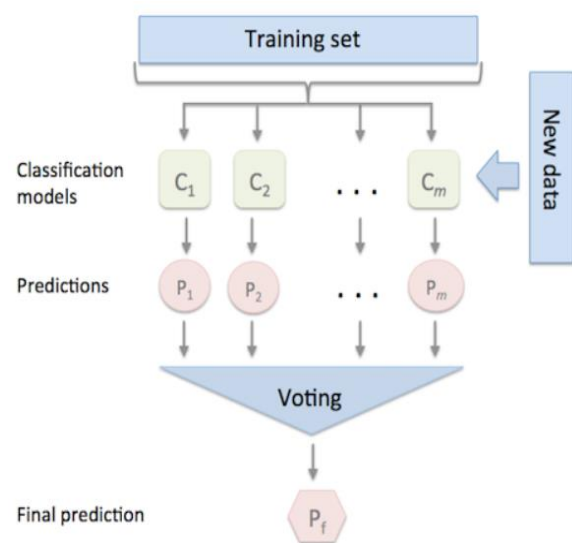 Training set
New data
Classification
models
C1 C2 ... Cm
Predictions
P1 P2 ... Pm
Voting
Final prediction
Pf